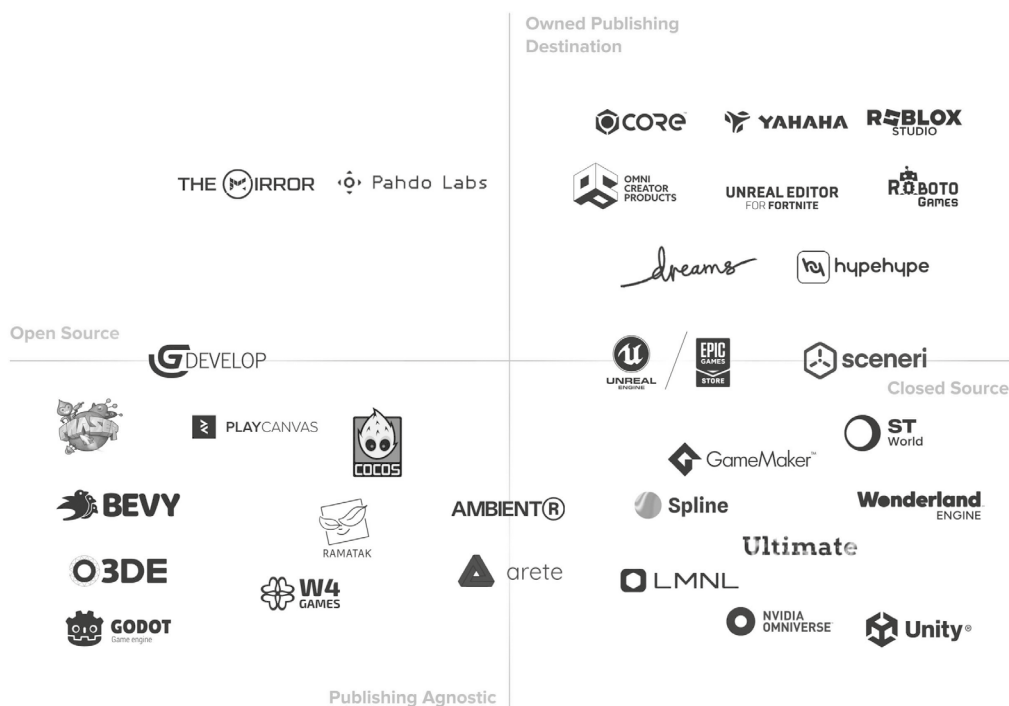 Owned Publishing
Destination
CORE
YAHAHA
ROBLOX
STUDIO
THE MIRROR
Pahdo Labs
OMNI
CREATOR
PRODUCTS
UNREAL EDITOR
FOR FORTNITE
ROBOTO
GAMES
dreams
hypehype
Open Source
GDEVELOP
UNREAL
ENGINE
EPIC
GAMES
STORE
sceneri
Closed Source
MASH
PLAYCANVAS
COCOS
ST
World
GameMaker™
BEVY
RAMATAK
AMBIENT®
Spline
Wonderland
ENGINE
Ultimate
O3DE
W4
GAMES
arete
LMNL
GODOT
Game engine
NVIDIA
OMNIVERSE
Unity®
Publishing Agnostic